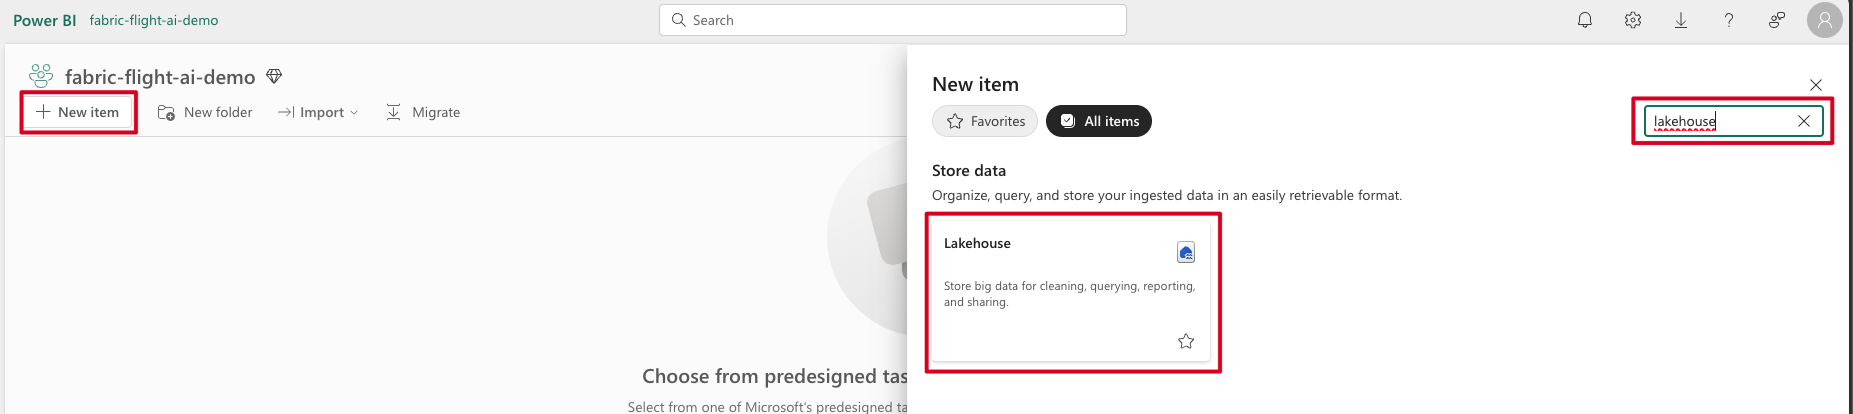 Power BI fabric-flight-ai-demo
Search
fabric-flight-ai-demo
New item New folder Import Migrate
Choose from predesigned tas
Select from one of Microsoft's predesigned ta
New item
Favorites All items
lakehouse
Store data
Organize, query, and store your ingested data in an easily retrievable format.
Lakehouse
Store big data for cleaning, querying, reporting,
and sharing.